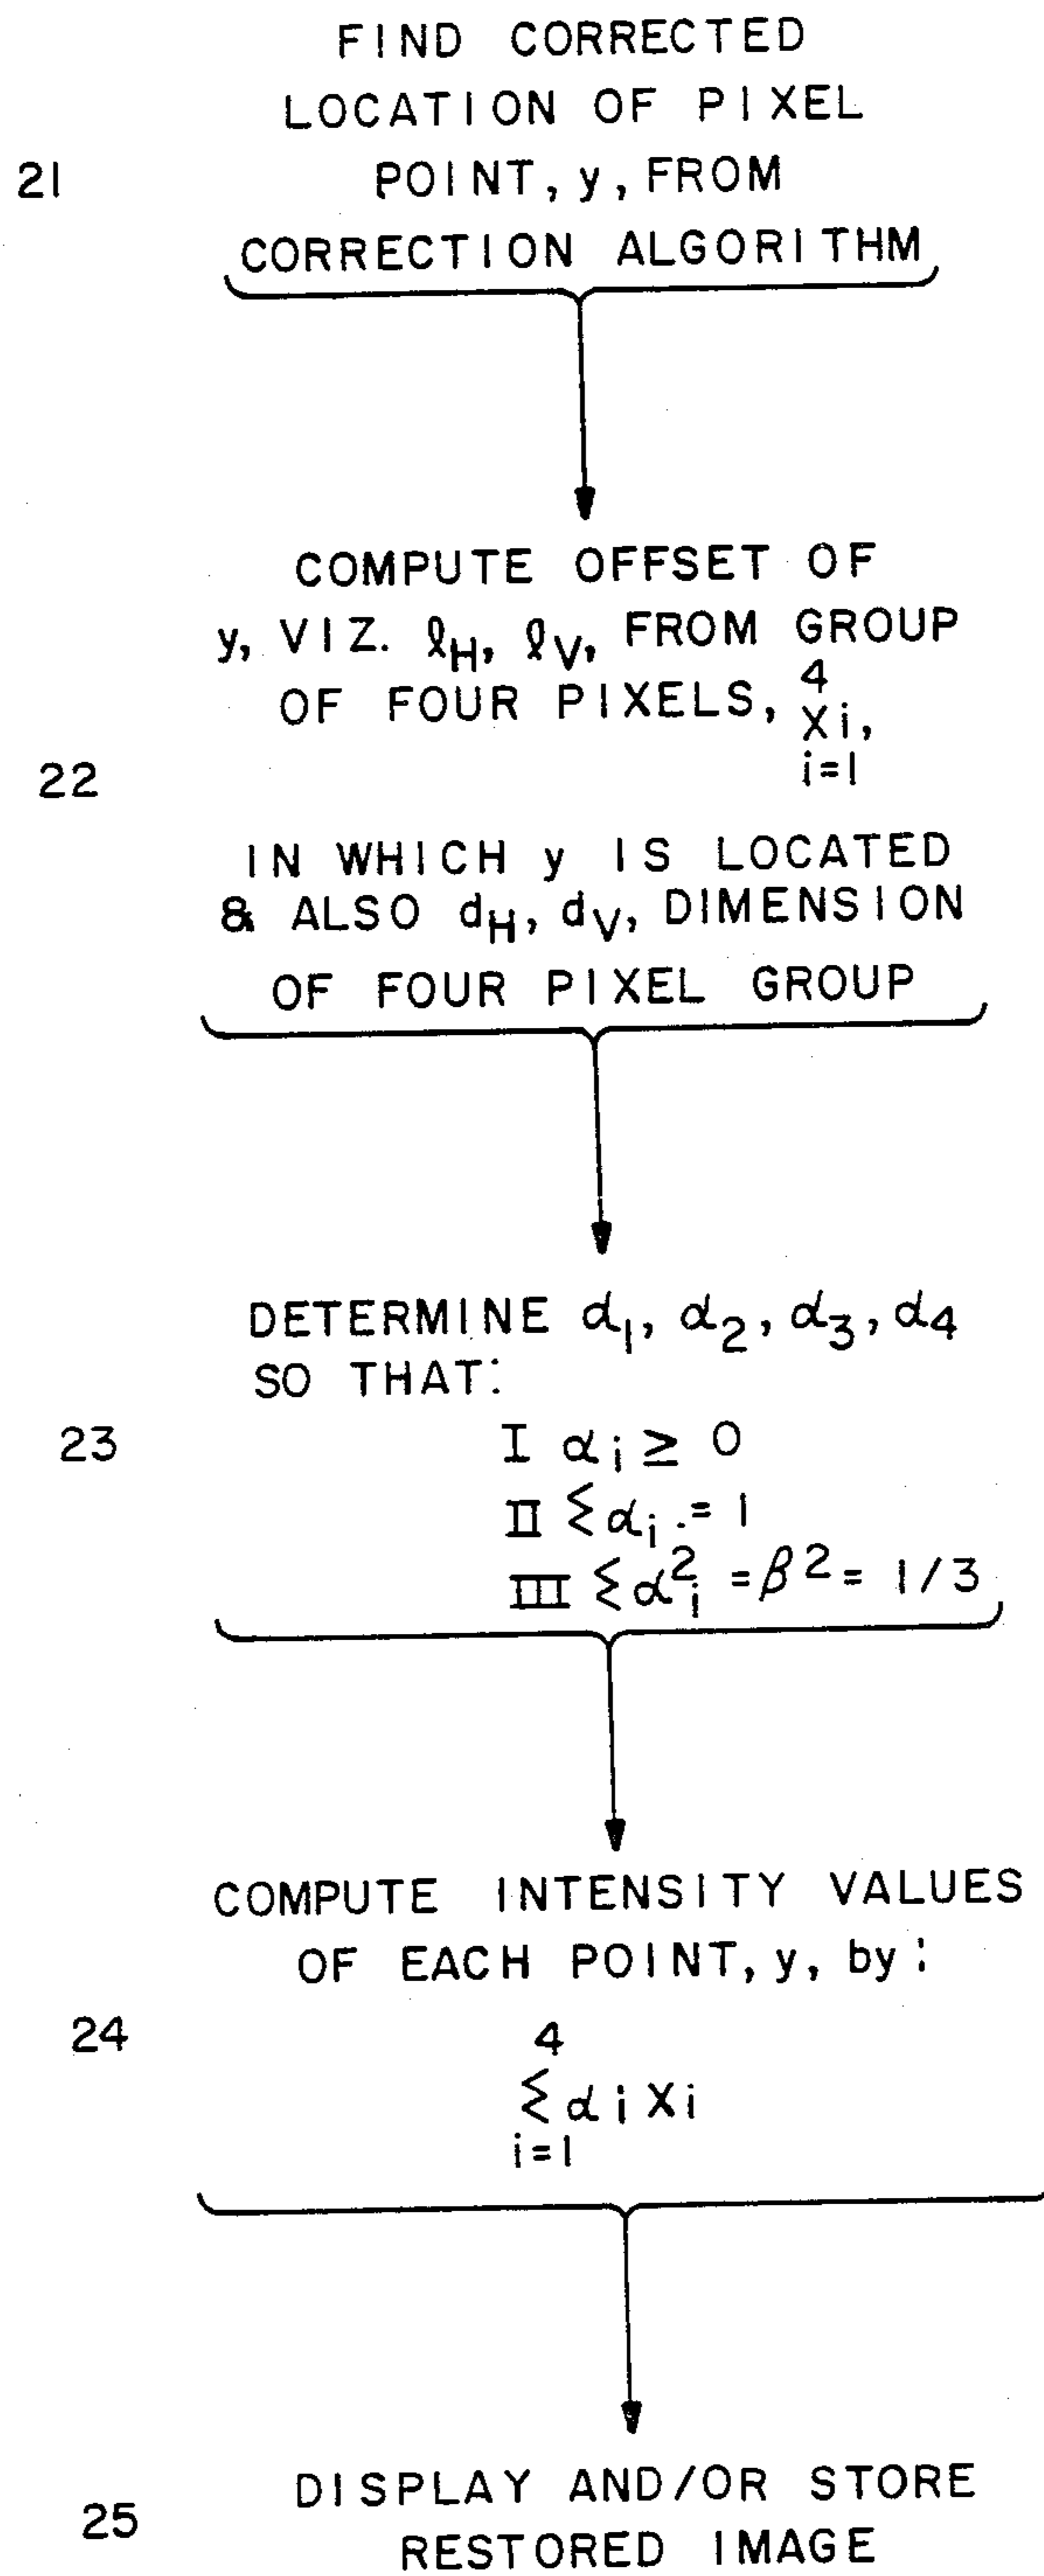 FIND CORRECTED
LOCATION OF PIXEL
21 POINT, y, FROM
CORRECTION ALGORITHM
COMPUTE OFFSET OF
y, VIZ. ℓH, ℓV, FROM GROUP
OF FOUR PIXELS, 4
Xi,
22 i=1
IN WHICH y IS LOCATED
& ALSO dH, dV, DIMENSION
OF FOUR PIXEL GROUP
DETERMINE α1, α2, α3, α4
SO THAT:
23 I αi ≥ 0
II Σαi = 1
III Σα²i = β² = 1/3
COMPUTE INTENSITY VALUES
OF EACH POINT, y, by:
24 4
Σ αi Xi
i=1
25 DISPLAY AND/OR STORE
RESTORED IMAGE